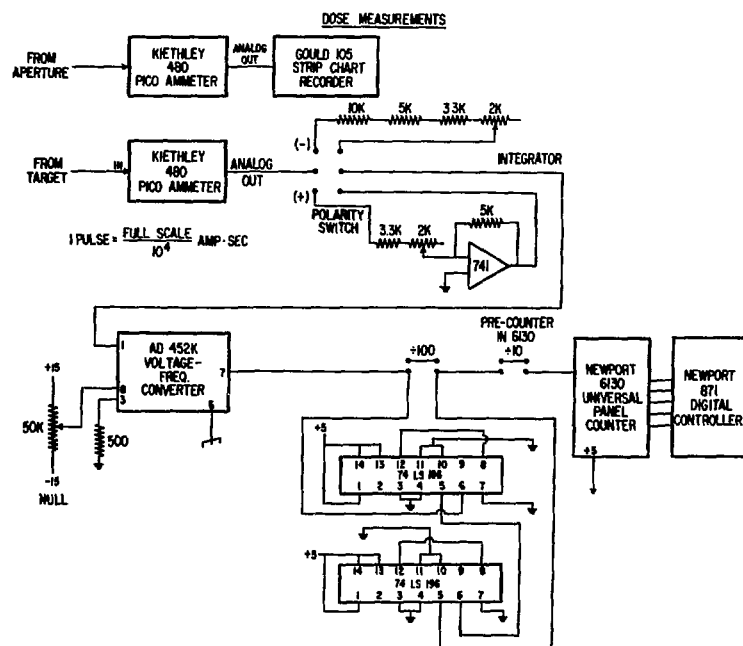 DOSE MEASUREMENTS
FROM
APERTURE
KIETHLEY
480
PICO AMMETER
ANALOG
OUT
GOULD 105
STRIP CHART
RECORDER
10K 5K 3.3K 2K
FROM
TARGET
IN
KIETHLEY
480
PICO AMMETER
ANALOG
OUT
(-)
(+)
POLARITY
SWITCH
INTEGRATOR
3.3K 2K
5K
741
1 PULSE = FULL SCALE / 10^4 AMP·SEC
+15
50K
-15
NULL
500
1
8
3
AD 452K
VOLTAGE-
FREQ.
CONVERTER
7
÷100
PRE-COUNTER
IN 6130
÷10
NEWPORT
6130
UNIVERSAL
PANEL
COUNTER
+5
NEWPORT
871
DIGITAL
CONTROLLER
+5
14 13 12 11 10 9 8
74 LS 196
1 2 3 4 5 6 7
+5
14 13 12 11 10 9 8
74 LS 196
1 2 3 4 5 6 7